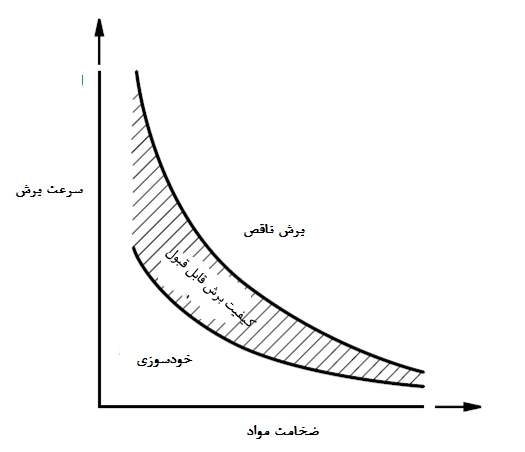 سرعت برش
برش ناقص
کیفیت برش قابل قبول
خودسوزی
ضخامت مواد